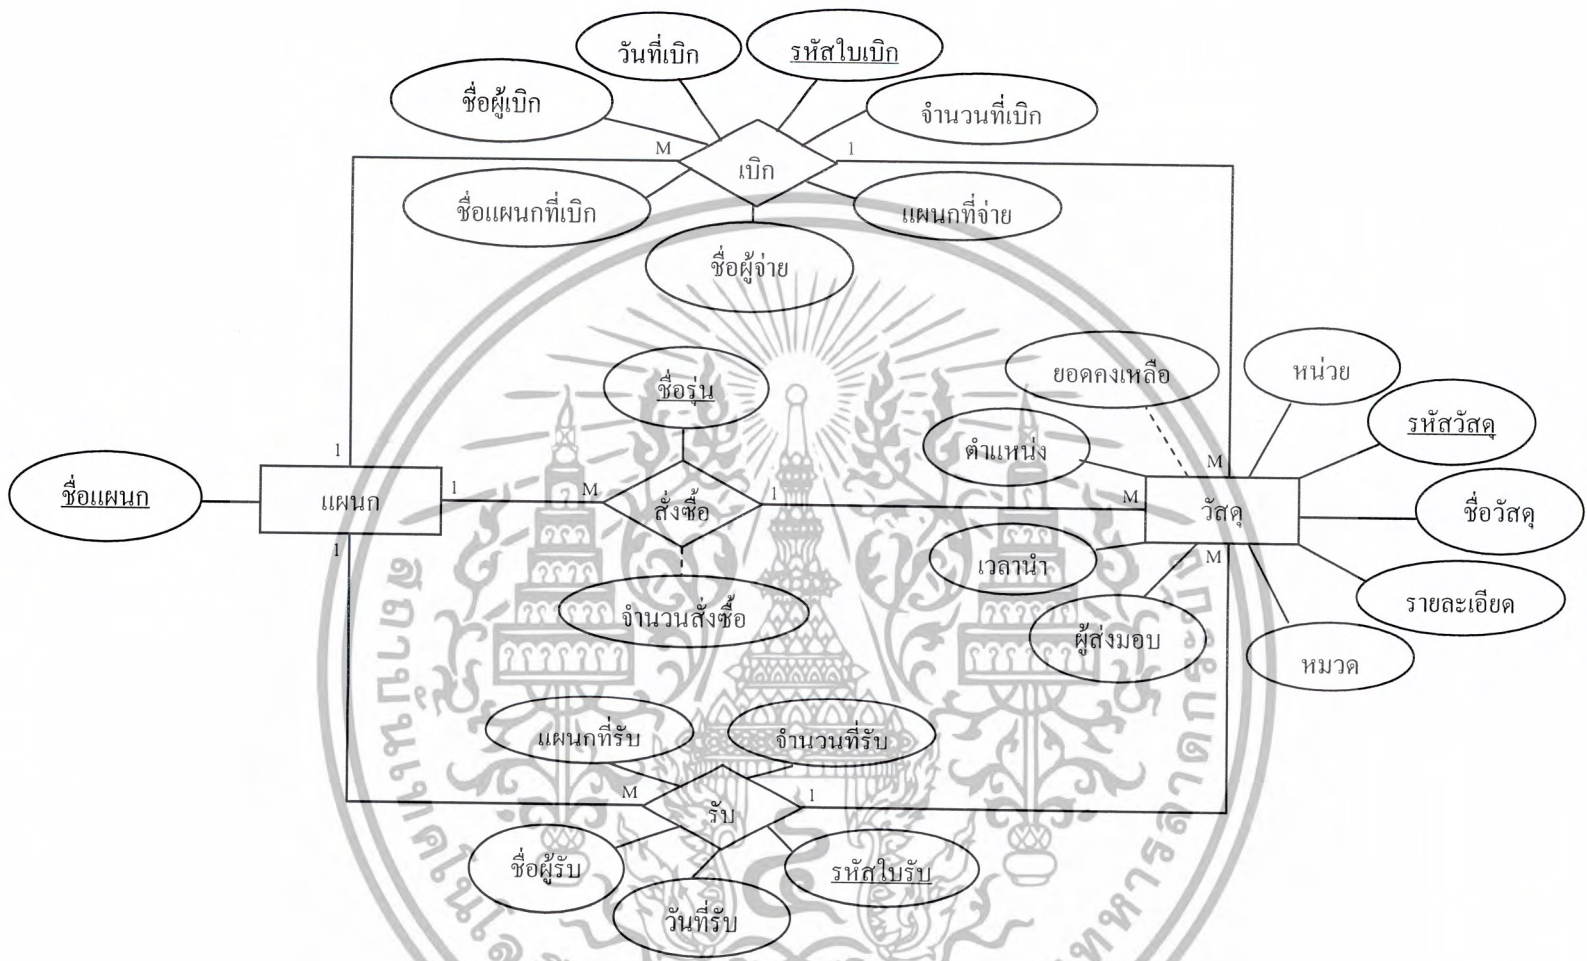 วันที่เบิก
รหัสใบเบิก
ชื่อผู้เบิก
จำนวนที่เบิก
M
1
เบิก
ชื่อแผนกที่เบิก
แผนกที่จ่าย
ชื่อผู้จ่าย
ยอดคงเหลือ
หน่วย
ชื่อรุ่น
รหัสวัสดุ
ตำแหน่ง
1
M
ชื่อแผนก
แผนก
1
M
สั่งซื้อ
1
M
วัสดุ
ชื่อวัสดุ
1
M
เวลานำ
จำนวนสั่งซื้อ
รายละเอียด
ผู้ส่งมอบ
หมวด
แผนกที่รับ
จำนวนที่รับ
M
1
รับ
ชื่อผู้รับ
รหัสใบรับ
วันที่รับ